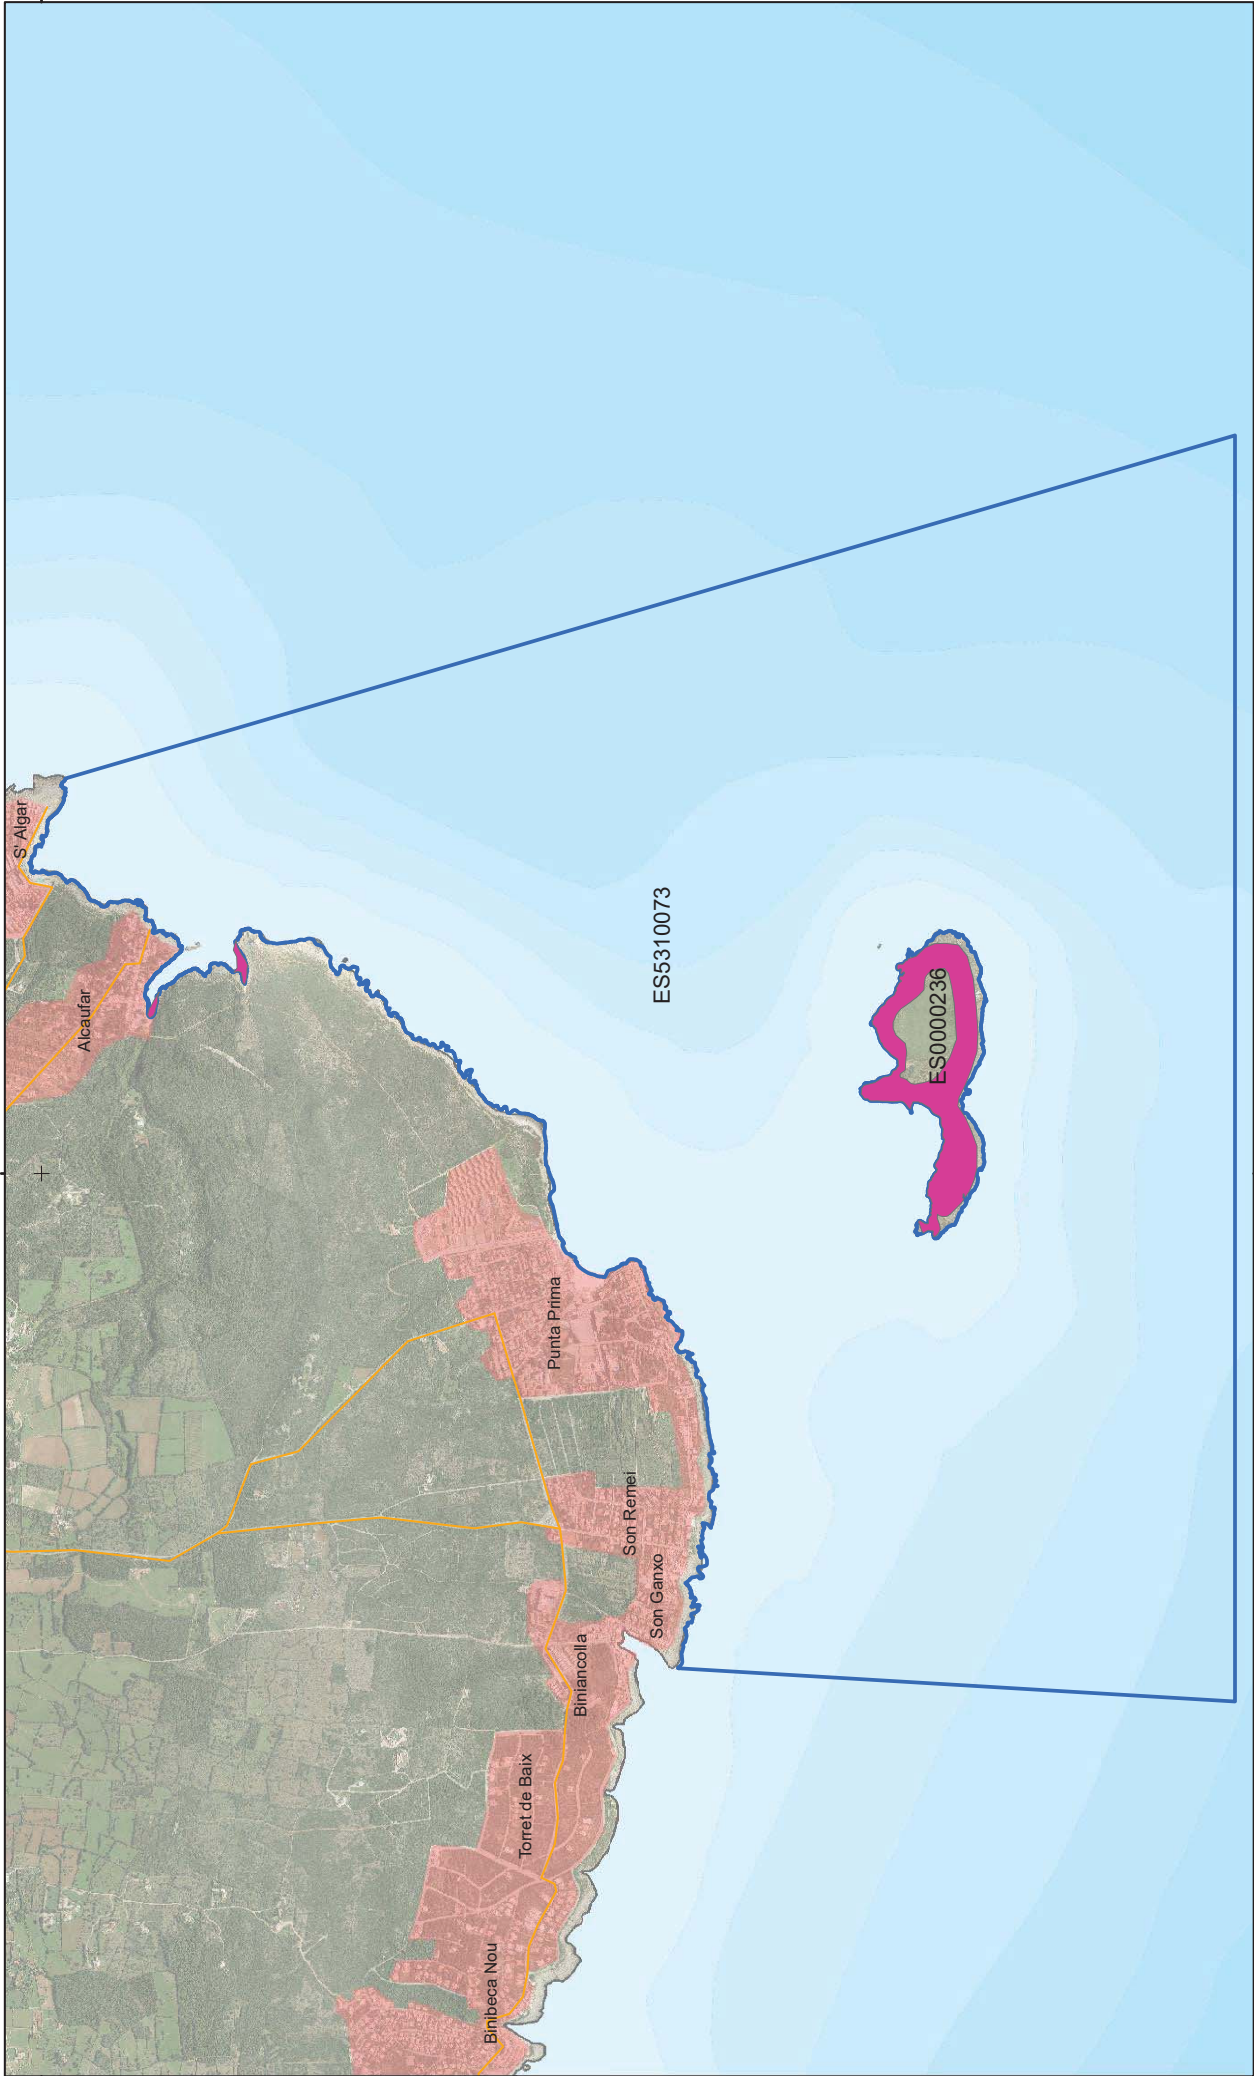 S' Algar
Alcaufar
ES5310073
ES0000236
Punta Prima
Son Remei
Son Ganxo
Biniancolla
Torret de Baix
Binibeca Nou